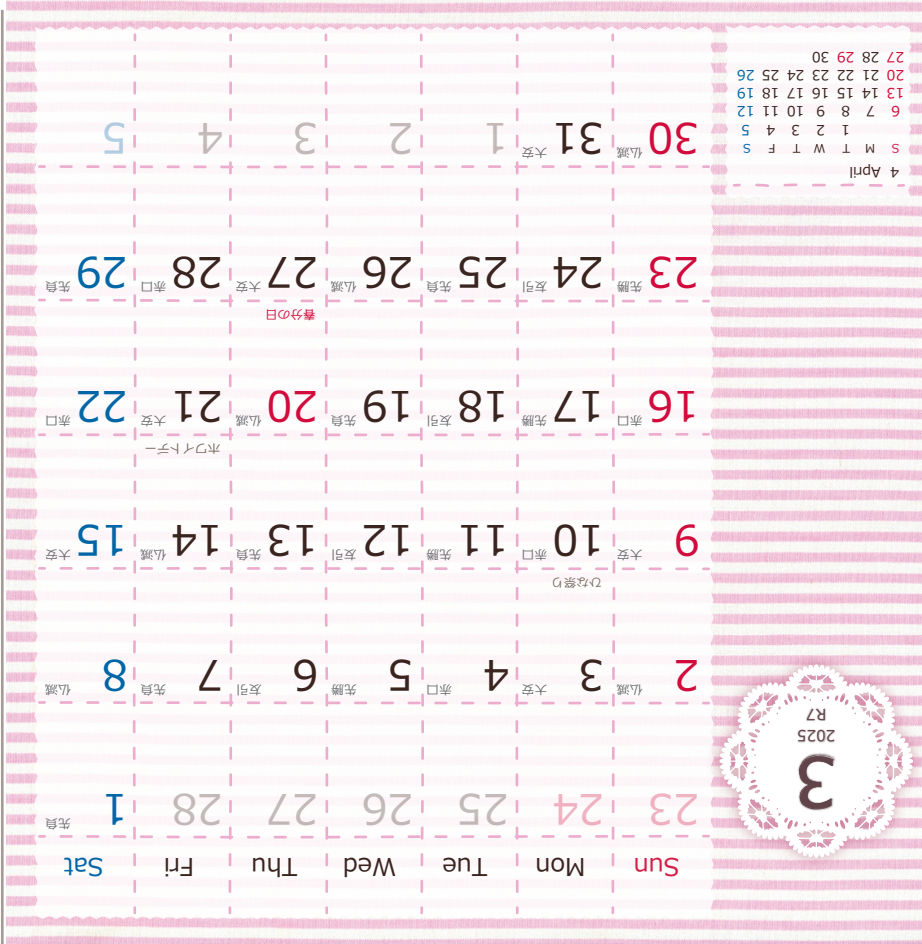 3
2025
R7
Sun Mon Tue Wed Thu Fri Sat
23 24 25 26 27 28 1 先負
2 仏滅 3 大安 4 赤口 5 先勝 6 友引 7 先負 8 仏滅
ひな祭り
9 大安 10 赤口 11 先勝 12 友引 13 先負 14 仏滅 15 大安
ホワイトデー
16 赤口 17 先勝 18 友引 19 先負 20 仏滅 21 大安 22 赤口
春分の日
23 先勝 24 友引 25 先負 26 仏滅 27 大安 28 赤口 29 先負
30 仏滅 31 大安 1 2 3 4 5
4 April
S M T W T F S
1 2 3 4 5
6 7 8 9 10 11 12
13 14 15 16 17 18 19
20 21 22 23 24 25 26
27 28 29 30